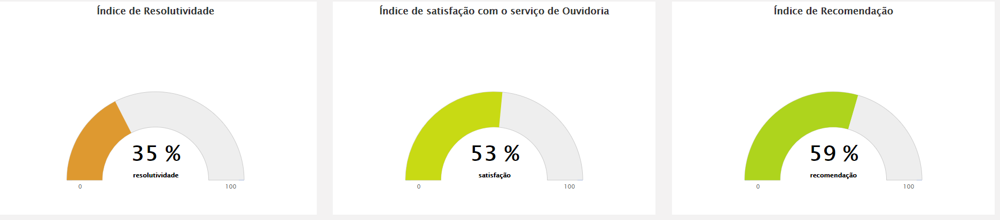 Índice de Resolutividade
35 %
resolutividade
0
100
Índice de satisfação com o serviço de Ouvidoria
53 %
satisfação
0
100
Índice de Recomendação
59 %
recomendação
0
100